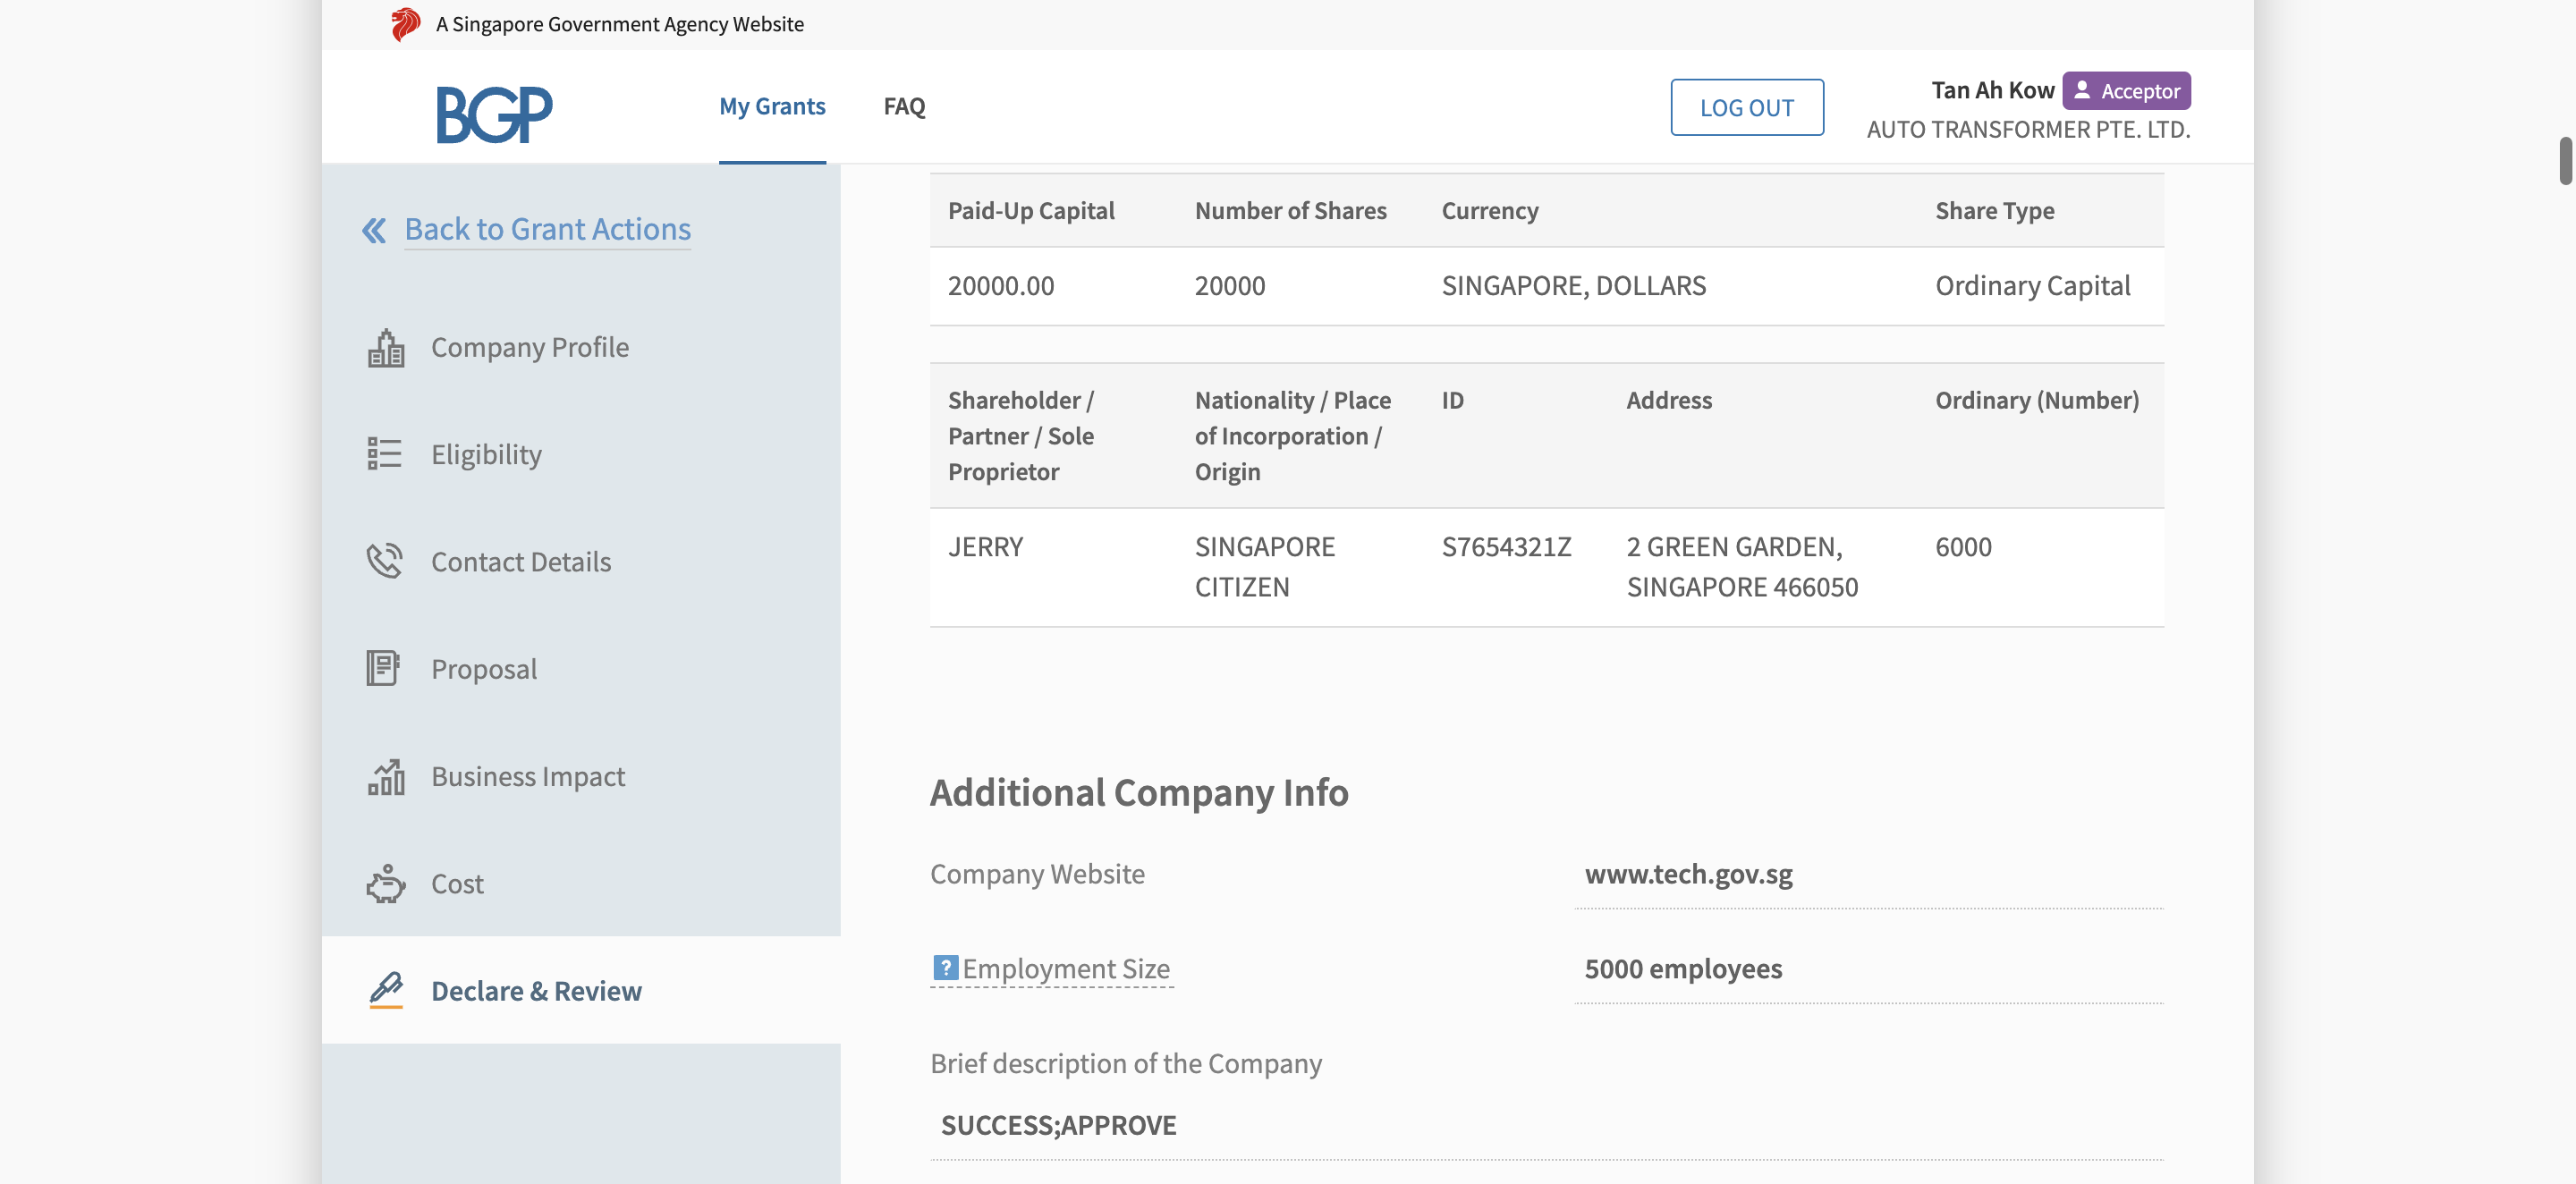 A Singapore Government Agency Website
BGP
My Grants
FAQ
LOG OUT
Tan Ah Kow
Acceptor
AUTO TRANSFORMER PTE. LTD.
Back to Grant Actions
Company Profile
Eligibility
Contact Details
Proposal
Business Impact
Cost
Declare & Review
Paid-Up Capital Number of Shares Currency Share Type
20000.00 20000 SINGAPORE, DOLLARS Ordinary Capital
Shareholder / Nationality / Place ID Address Ordinary (Number)
Partner / Sole of Incorporation /
Proprietor Origin
JERRY SINGAPORE S7654321Z 2 GREEN GARDEN, 6000
CITIZEN SINGAPORE 466050
Additional Company Info
Company Website www.tech.gov.sg
? Employment Size 5000 employees
Brief description of the Company
SUCCESS;APPROVE